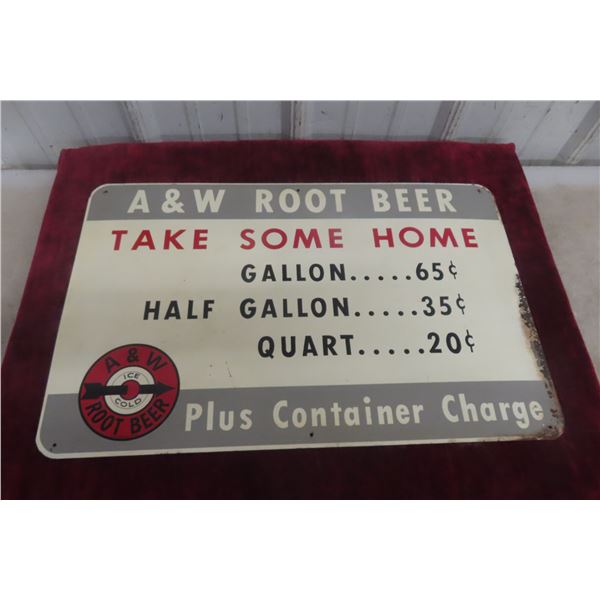 A & W ROOT BEER
TAKE SOME HOME
GALLON.....65¢
HALF GALLON.....35¢
QUART.....20¢
A & W
ICE
COLD
ROOT BEER
Plus Container Charge